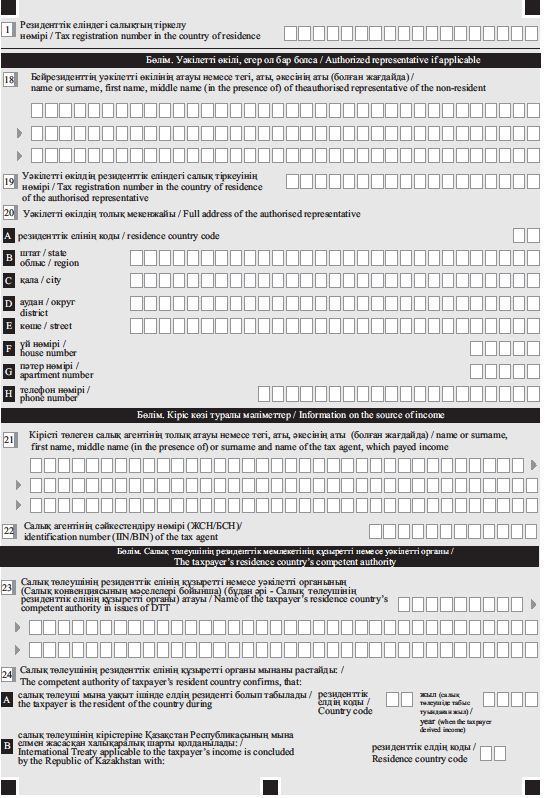 1 Резиденттік еліндегі салықтың тіркелу
нөмірі / Tax registration number in the country of residence
Бөлім. Уәкілетті өкілі, егер ол бар болса / Authorized representative if applicable
18 Бейрезиденттің уәкілетті өкілінің атауы немесе тегі, аты, әкесінің аты (болған жағдайда) /
name or surname, first name, middle name (in the presence of) of theauthorised representative of the non-resident
19 Уәкілетті өкілдің резиденттік еліндегі салық тіркеуінің
нөмірі / Tax registration number in the country of residence
of the authorised representative
20 Уәкілетті өкілдің толық мекенжайы / Full address of the authorised representative
A резиденттік елінің коды / residence country code
B штат / state
облыс / region
C қала / city
D аудан / округ
district
E көше / street
F үй нөмірі /
house number
G пәтер нөмірі /
apartment number
H телефон нөмірі /
phone number
Бөлім. Кіріс көзі туралы мәліметтер / Information on the source of income
21 Кірісті төлеген салық агентінің толық атауы немесе тегі, аты, әкесінің аты (болған жағдайда) / name or surname,
first name, middle name (in the presence of) or surname and name of the tax agent, which payed income
22 Салық агентінің сәйкестендіру нөмірі (ЖСН/БСН)/
identification number (IIN/BIN) of the tax agent
Бөлім. Салық төлеушінің резиденттік мемлекетінің құзыретті немесе уәкілетті органы /
The taxpayer's residence country's competent authority
23 Салық төлеушінің резиденттік елінің құзыретті немесе уәкілетті органының
(Салық конвенциясының мәселелері бойынша) (бұдан әрі - Салық төлеушінің
резиденттік елінің құзыретті органы) атауы / Name of the taxpayer's residence country's
competent authority in issues of DTT
24 Салық төлеушінің резиденттік елінің құзыретті органы мынаны растайды: /
The competent authority of taxpayer's resident country confirms, that:
A салық төлеуші мына уақыт ішінде елдің резиденті болып табылады /
the taxpayer is the resident of the country during
резиденттік
елдің коды /
Country code
жыл (салық
төлеушіде табыс
туындаған жыл) /
year (when the taxpayer
derived income)
B салық төлеушінің кірістеріне Қазақстан Республикасының мына
елмен жасасқан халықаралық шарты қолданылады: /
International Treaty applicable to the taxpayer's income is concluded
by the Republic of Kazakhstan with:
резиденттік елдің коды /
Residence country code